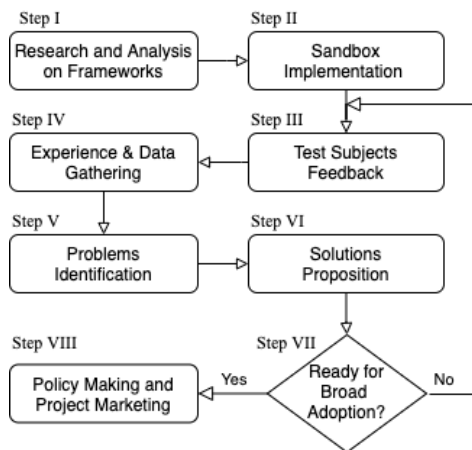 Step I
Research and Analysis
on Frameworks
Step II
Sandbox
Implementation
Step III
Test Subjects
Feedback
Step IV
Experience & Data
Gathering
Step V
Problems
Identification
Step VI
Solutions
Proposition
Step VII
Ready for
Broad
Adoption?
Yes
No
Step VIII
Policy Making and
Project Marketing